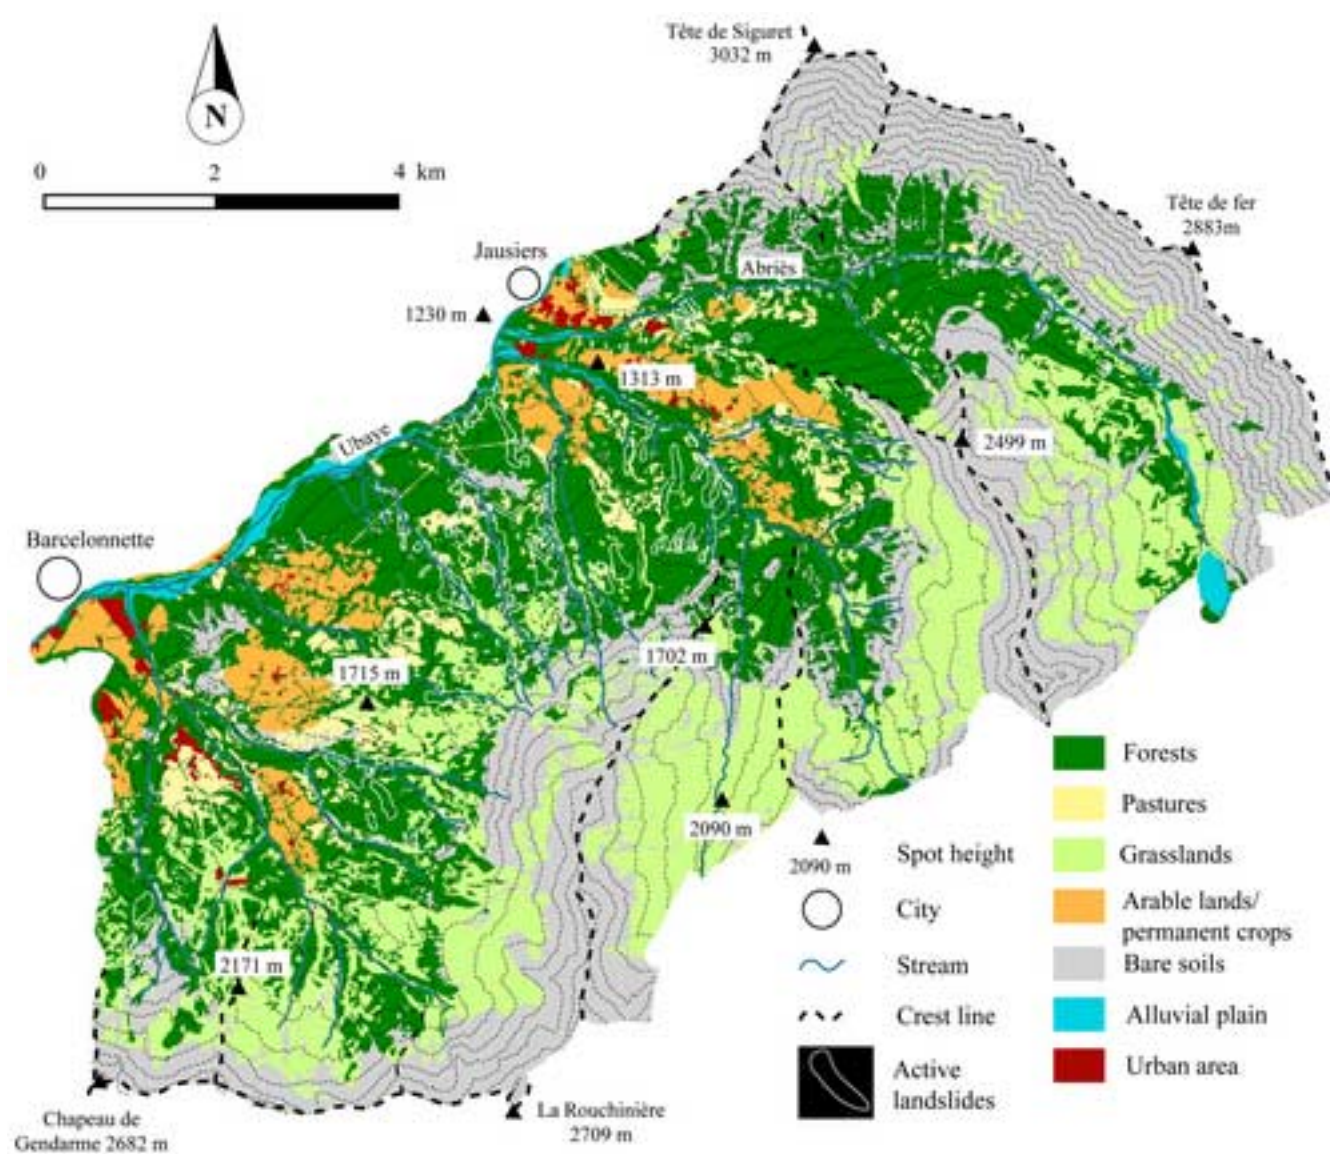 Tête de Siguret
3032 m
N
0 2 4 km
Tête de fer
2883m
Jausiers
Abriès
1230 m
1313 m
Ubaye
2499 m
Barcelonnette
1702 m
1715 m
2090 m
2171 m
Chapeau de
Gendarme 2682 m
La Rouchinière
2709 m
2090 m
Spot height
City
Stream
Crest line
Active
landslides
Forests
Pastures
Grasslands
Arable lands/
permanent crops
Bare soils
Alluvial plain
Urban area